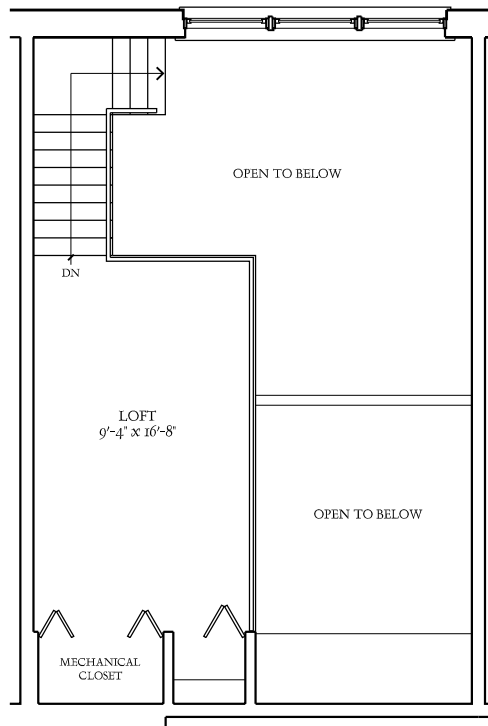 OPEN TO BELOW
DN
LOFT
9'-4" x 16'-8"
OPEN TO BELOW
MECHANICAL
CLOSET